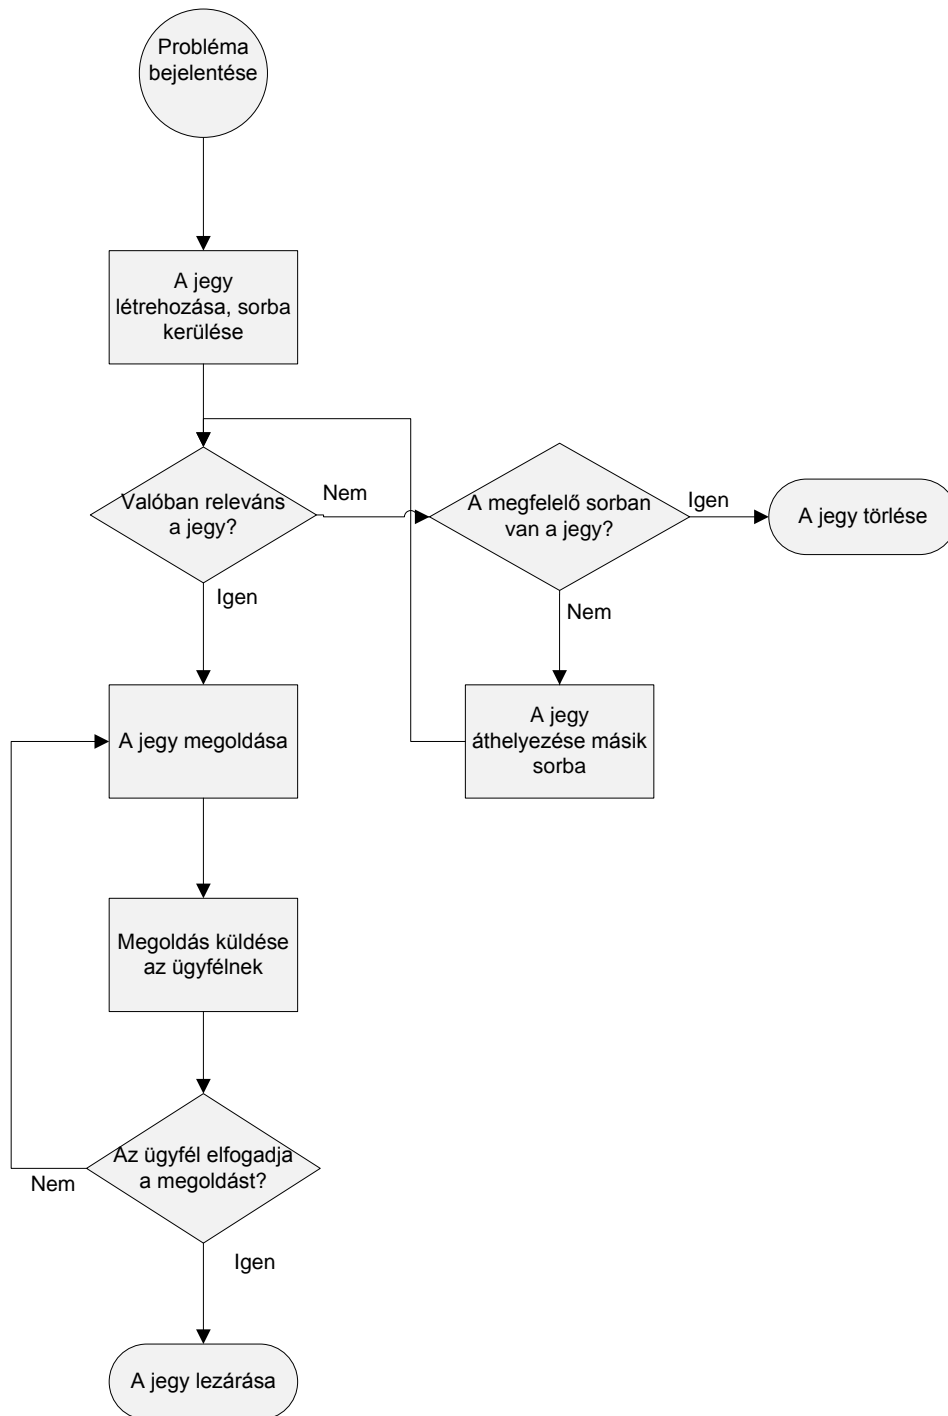 Probléma
bejelentése
A jegy
létrehozása, sorba
kerülése
Valóban releváns
a jegy?
Nem
A megfelelő sorban
van a jegy?
Igen
A jegy törlése
Igen
Nem
A jegy megoldása
A jegy
áthelyezése másik
sorba
Megoldás küldése
az ügyfélnek
Az ügyfél elfogadja
a megoldást?
Nem
Igen
A jegy lezárása